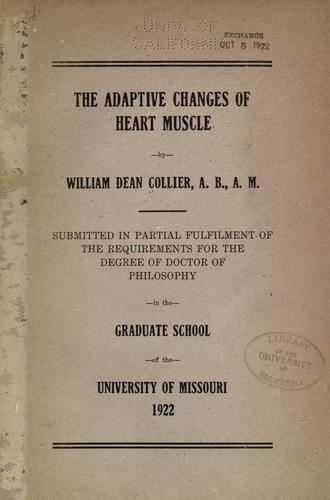 UNIV. OF
CALIFORNIA
EXCHANGE
OCT 5 1922
THE ADAPTIVE CHANGES OF
HEART MUSCLE
—by—
WILLIAM DEAN COLLIER, A. B., A. M.
SUBMITTED IN PARTIAL FULFILMENT OF
THE REQUIREMENTS FOR THE
DEGREE OF DOCTOR OF
PHILOSOPHY
—in the—
GRADUATE SCHOOL
—of the—
UNIVERSITY OF MISSOURI
1922
LIBRARY
OF THE
UNIVERSITY
OF
CALIFORNIA